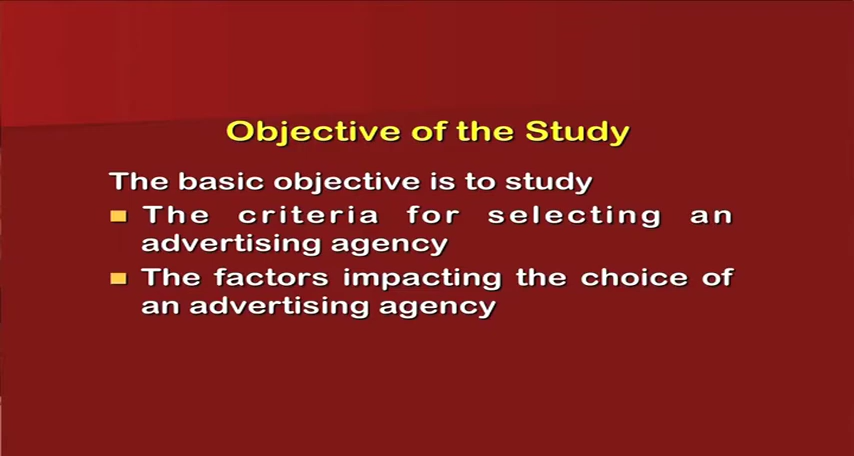 Objective of the Study
The basic objective is to study
The criteria for selecting an
advertising agency
The factors impacting the choice of
an advertising agency